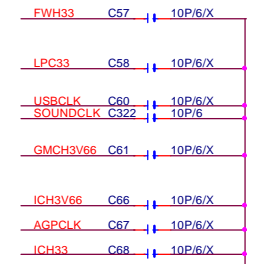 FWH33 C57 10P/6/X
LPC33 C58 10P/6/X
USBCLK C60 10P/6/X
SOUNDCLK C322 10P/6
GMCH3V66 C61 10P/6/X
ICH3V66 C66 10P/6/X
AGPCLK C67 10P/6/X
ICH33 C68 10P/6/X